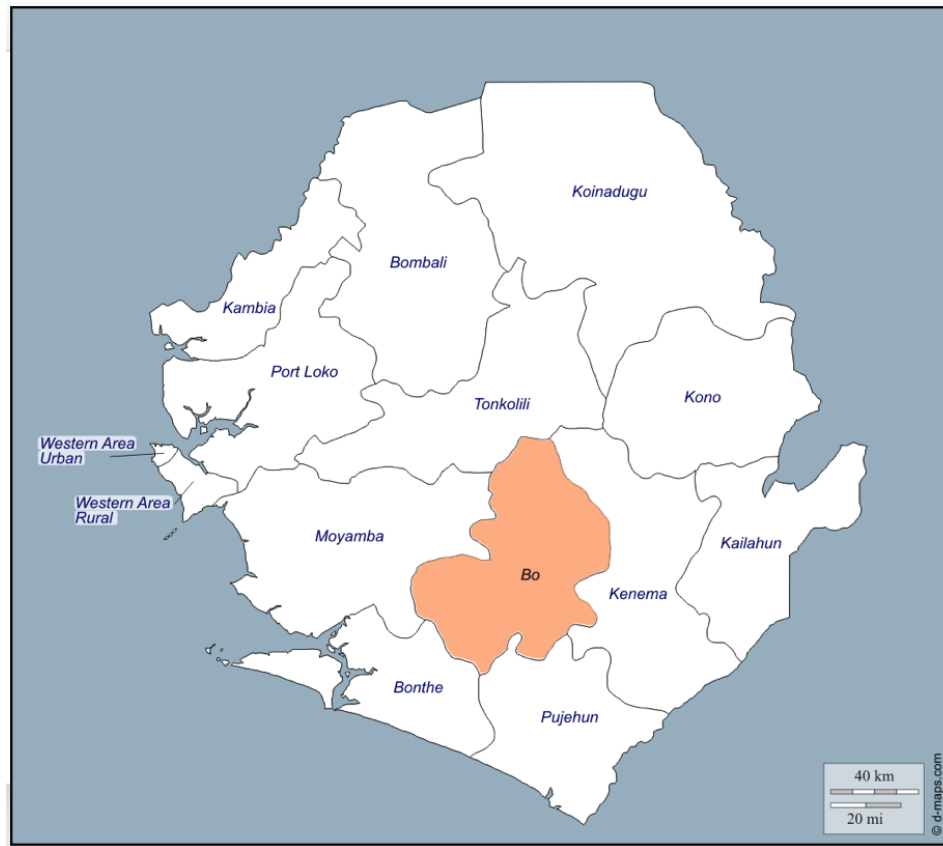 Koinadugu
Bombali
Kambia
Port Loko
Kono
Tonkolili
Western Area
Urban
Western Area
Rural
Moyamba
Kailahun
Bo
Kenema
Bonthe
Pujehun
40 km
20 mi
© d-maps.com